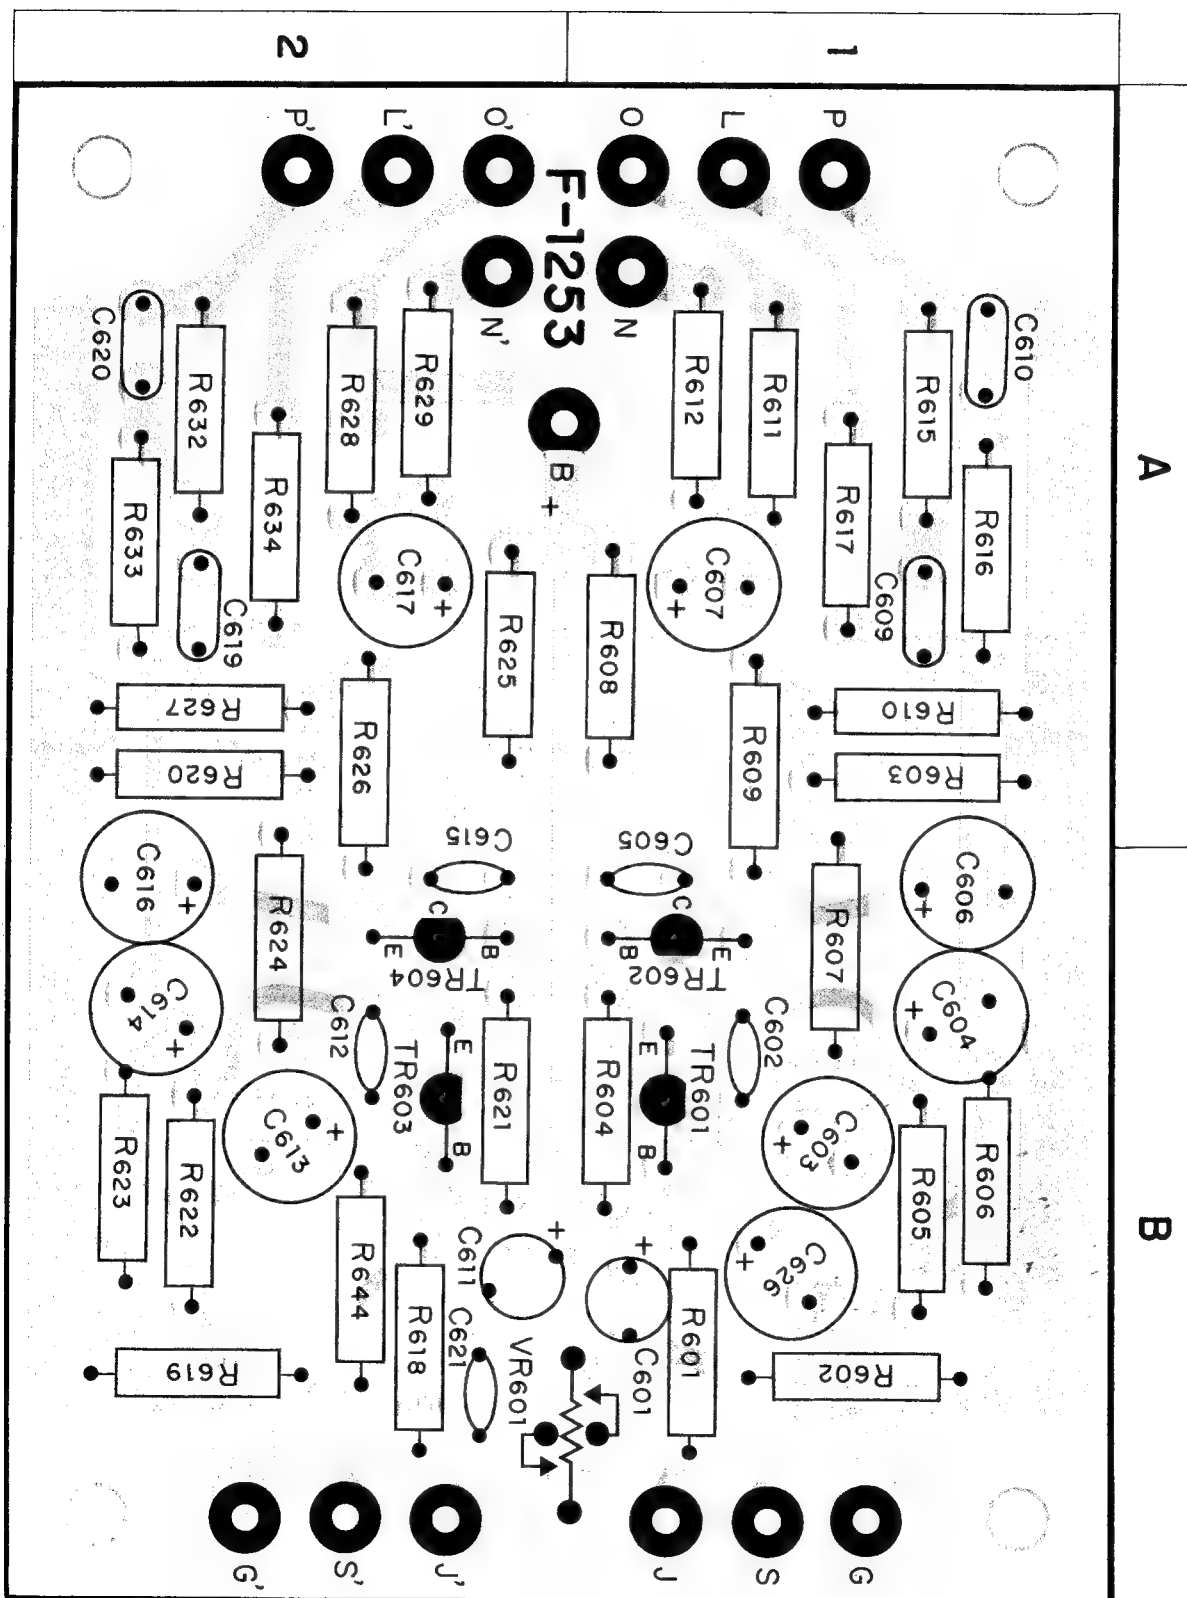 2
1
A
B
P'
L'
O'
O
L
P
F-1253
N'
N
B
+
C620
R632
R628
R629
R612
R611
R615
C610
R633
R634
R617
R616
C619
C617
+
R625
R608
C607
+
C609
R627
R626
R609
R610
R620
R603
C615
C605
C616
+
R624
C
C
R607
C606
+
E
B
B
E
TR604
TR602
C614
+
C612
C602
C604
+
E
E
TR603
R621
R604
TR601
B
B
C613
+
C603
+
R623
R622
R605
R606
R644
C611
+
+
C626
+
R618
C621
VR601
C601
R601
R619
R602
G'
S'
J'
J
S
G